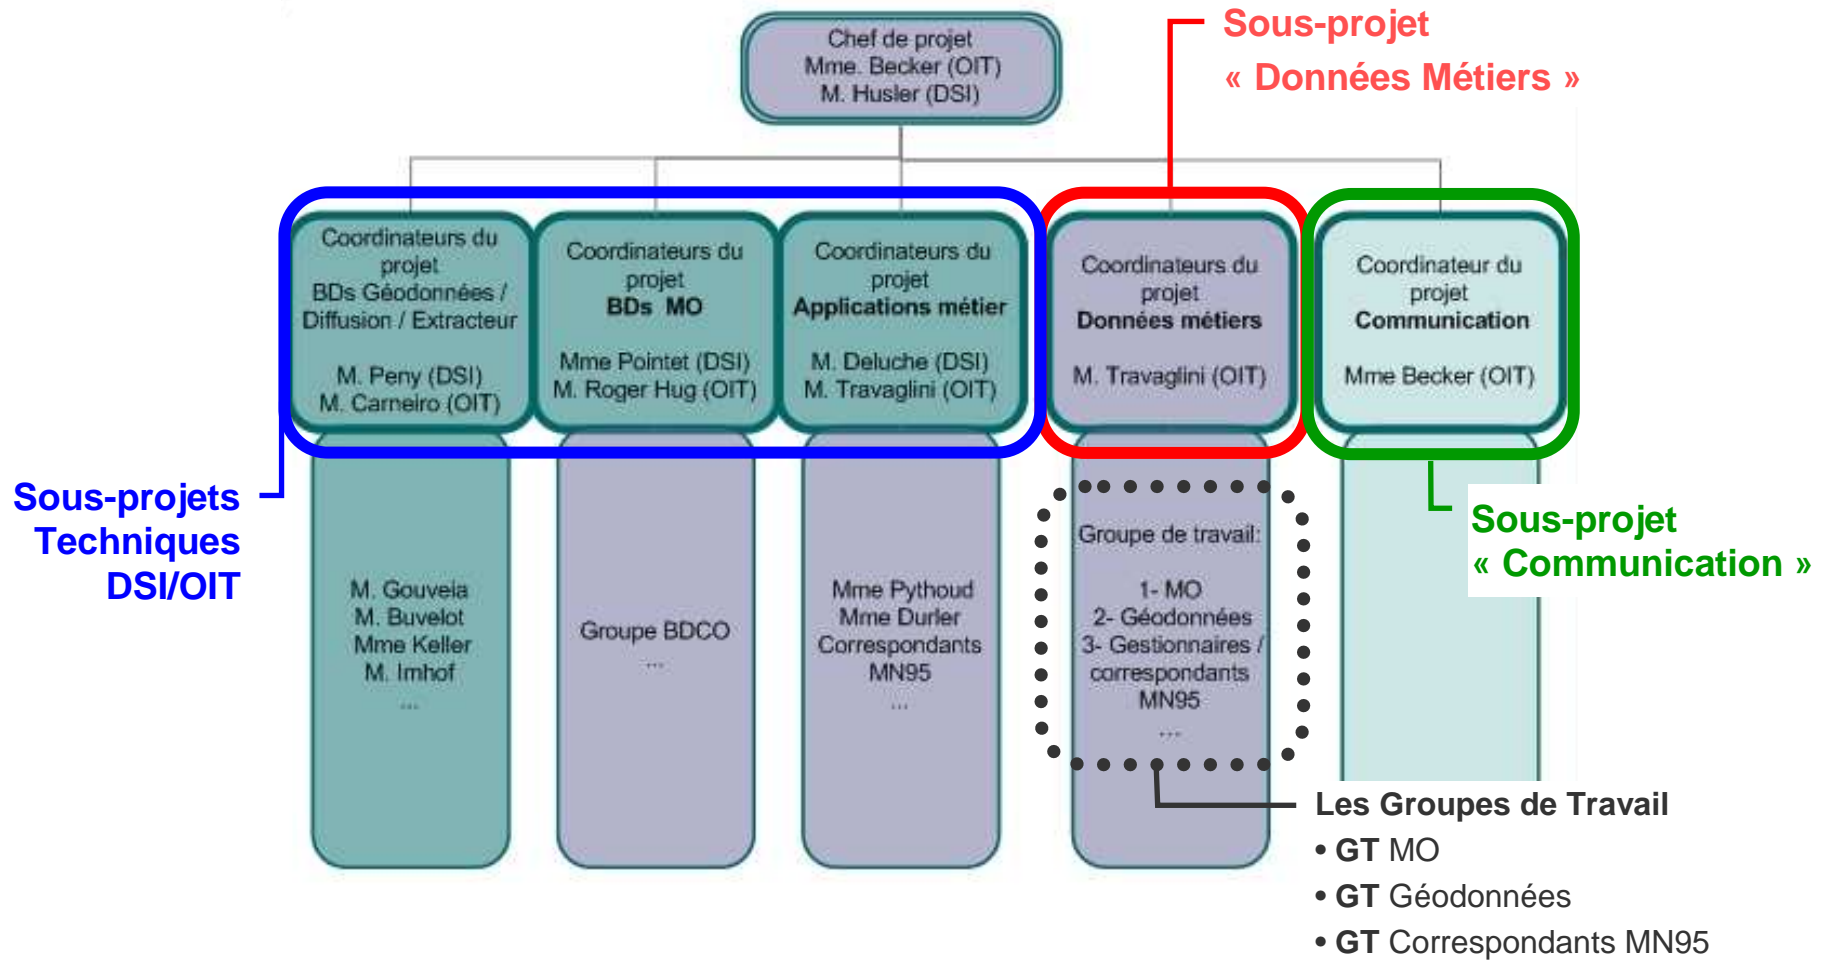 Chef de projet
Mme. Becker (OIT)
M. Husler (DSI)
Sous-projet
« Données Métiers »
Coordinateurs du
projet
BDs Géodonnées /
Diffusion / Extracteur
M. Peny (DSI)
M. Carneiro (OIT)
Coordinateurs du
projet
BDs MO
Mme Pointet (DSI)
M. Roger Hug (OIT)
Coordinateurs du
projet
Applications métier
M. Deluche (DSI)
M. Travaglini (OIT)
Coordinateurs du
projet
Données métiers
M. Travaglini (OIT)
Coordinateur du
projet
Communication
Mme Becker (OIT)
Sous-projets
Techniques
DSI/OIT
M. Gouveia
M. Buvelot
Mme Keller
M. Imhof
...
Groupe BDCO
...
Mme Pythoud
Mme Durler
Correspondants
MN95
...
Groupe de travail:
1- MO
2- Géodonnées
3- Gestionnaires /
correspondants
MN95
...
Sous-projet
« Communication »
Les Groupes de Travail
• GT MO
• GT Géodonnées
• GT Correspondants MN95